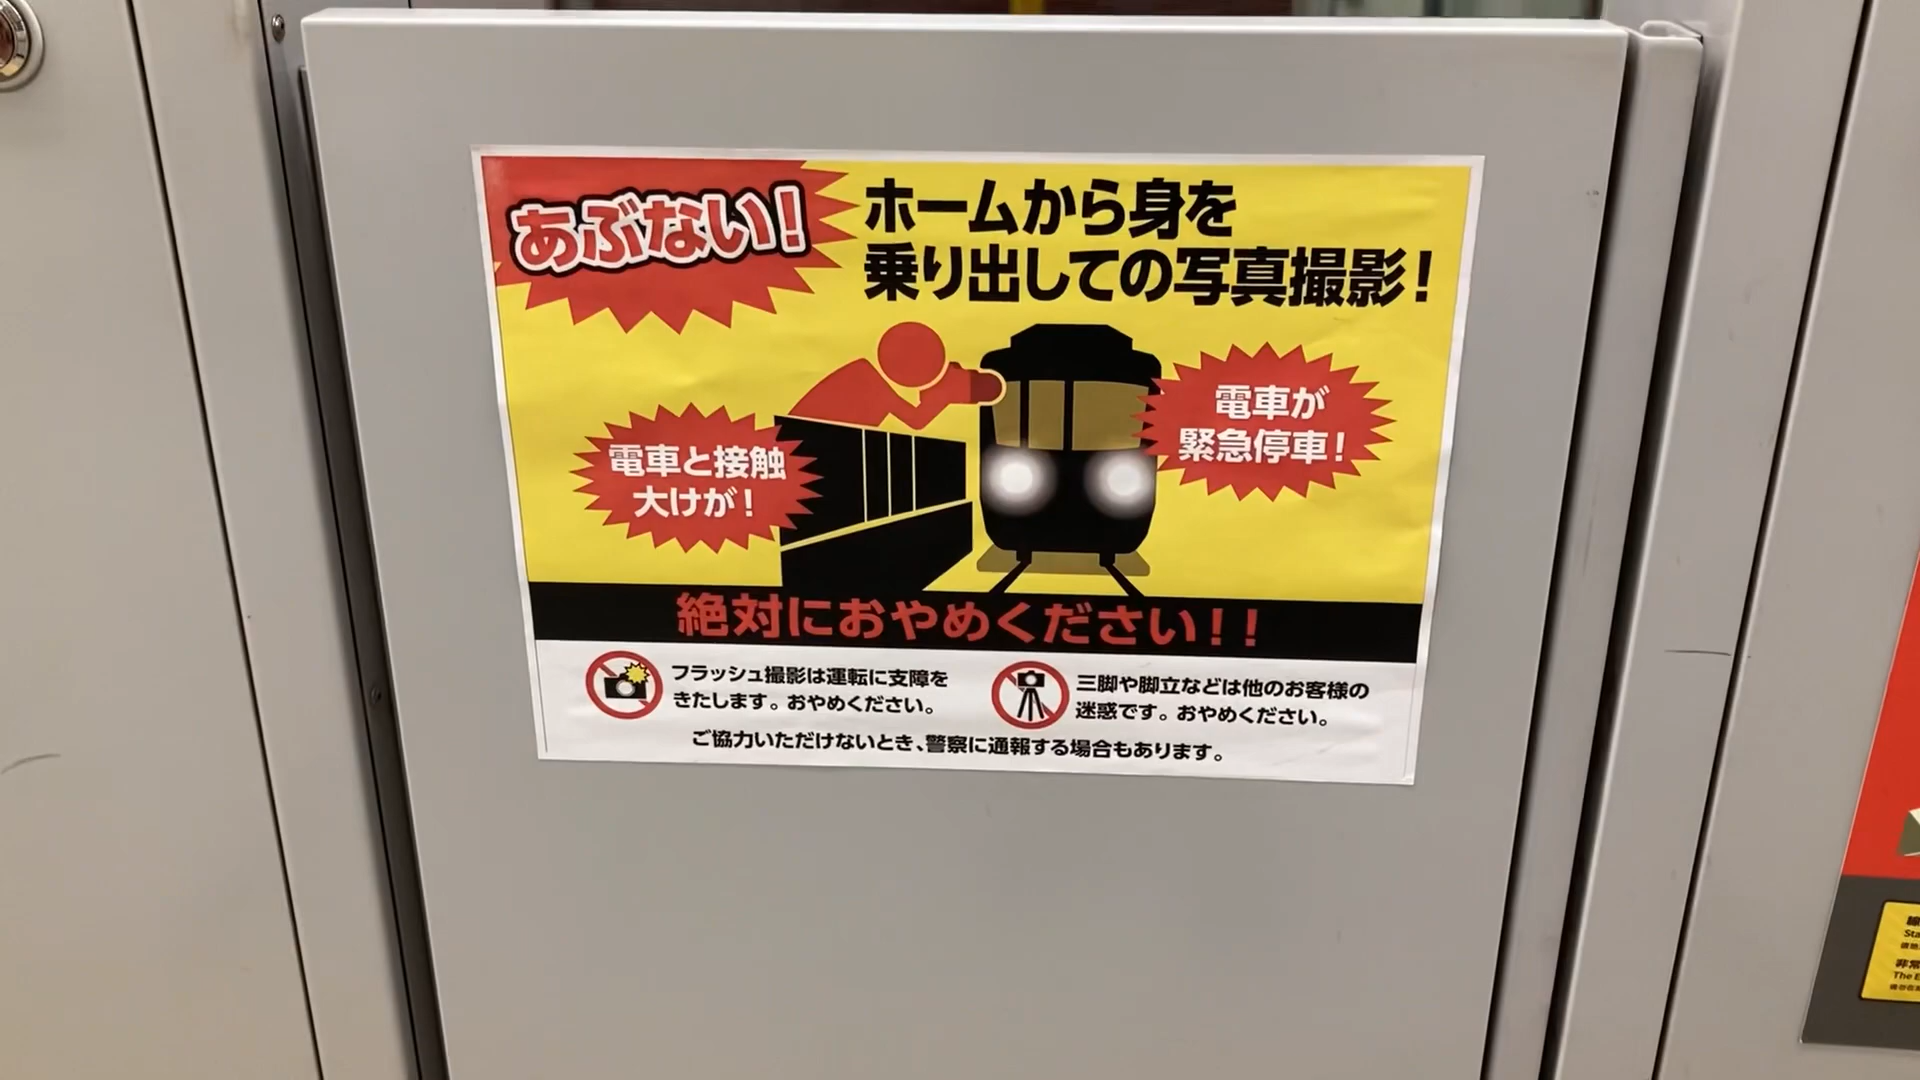 あぶない!
ホームから身を
乗り出しての写真撮影!
電車と接触
大けが!
電車が
緊急停車!
絶対におやめください!!
フラッシュ撮影は運転に支障を
きたします。おやめください。
三脚や脚立などは他のお客様の
迷惑です。おやめください。
ご協力いただけないとき、警察に通報する場合もあります。
非常
The E